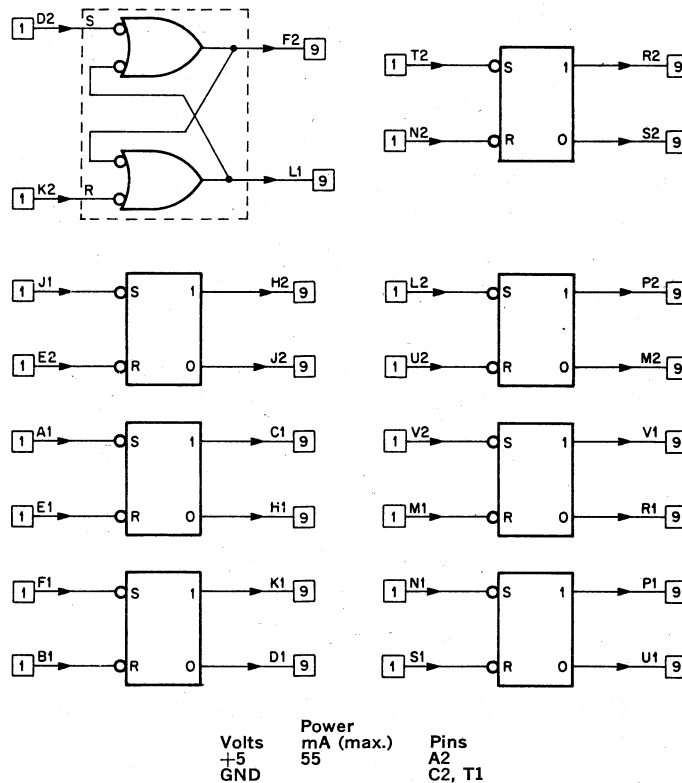 1 D2 S F2 9
L1 9
1 K2 R
1 T2 S 1 R2 9
1 N2 R 0 S2 9
1 J1 S 1 H2 9
1 E2 R 0 J2 9
1 L2 S 1 P2 9
1 U2 R 0 M2 9
1 A1 S 1 C1 9
1 E1 R 0 H1 9
1 V2 S 1 V1 9
1 M1 R 0 R1 9
1 F1 S 1 K1 9
1 B1 R 0 D1 9
1 N1 S 1 P1 9
1 S1 R 0 U1 9
Power
Volts mA (max.) Pins
+5 55 A2
GND C2, T1